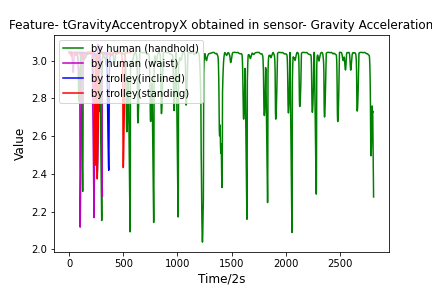 Feature- tGravityAccentropyX obtained in sensor- Gravity Acceleration
by human (handhold)
by human (waist)
by trolley(inclined)
by trolley(standing)
Value
3.0
2.8
2.6
2.4
2.2
2.0
0
500
1000
1500
2000
2500
Time/2s